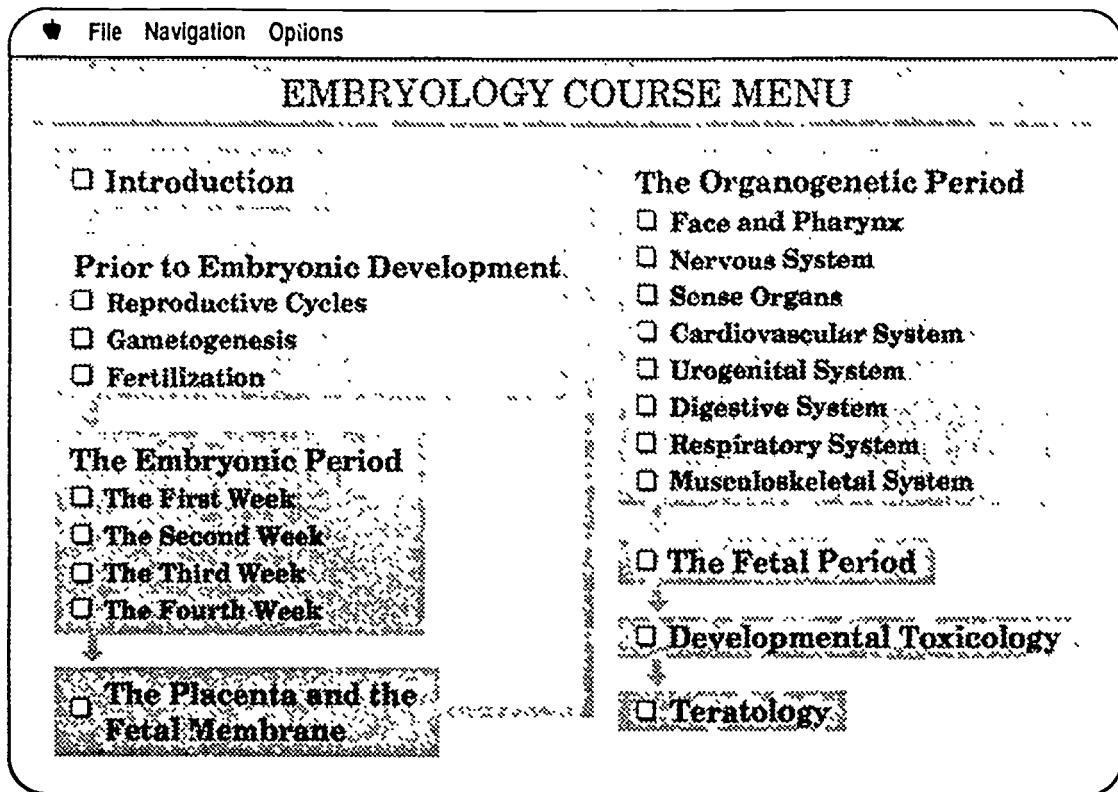 File Navigation Options
EMBRYOLOGY COURSE MENU
Introduction
Prior to Embryonic Development
Reproductive Cycles
Gametogenesis
Fertilization
The Embryonic Period
The First Week
The Second Week
The Third Week
The Fourth Week
The Placenta and the
Fetal Membrane
The Organogenetic Period
Face and Pharynx
Nervous System
Sense Organs
Cardiovascular System
Urogenital System
Digestive System
Respiratory System
Musculoskeletal System
The Fetal Period
Developmental Toxicology
Teratology